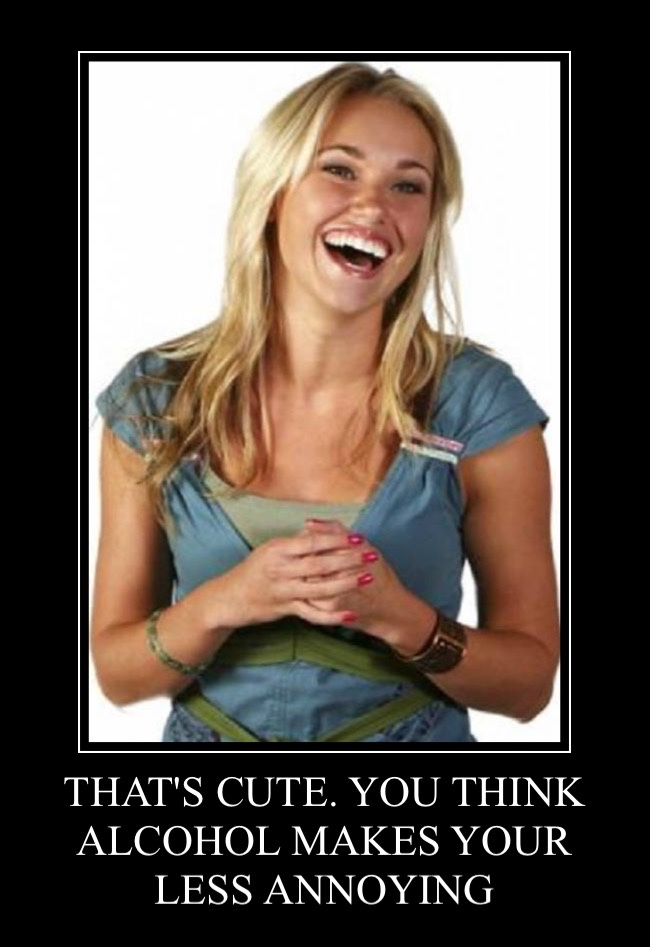 THAT'S CUTE. YOU THINK
ALCOHOL MAKES YOUR
LESS ANNOYING